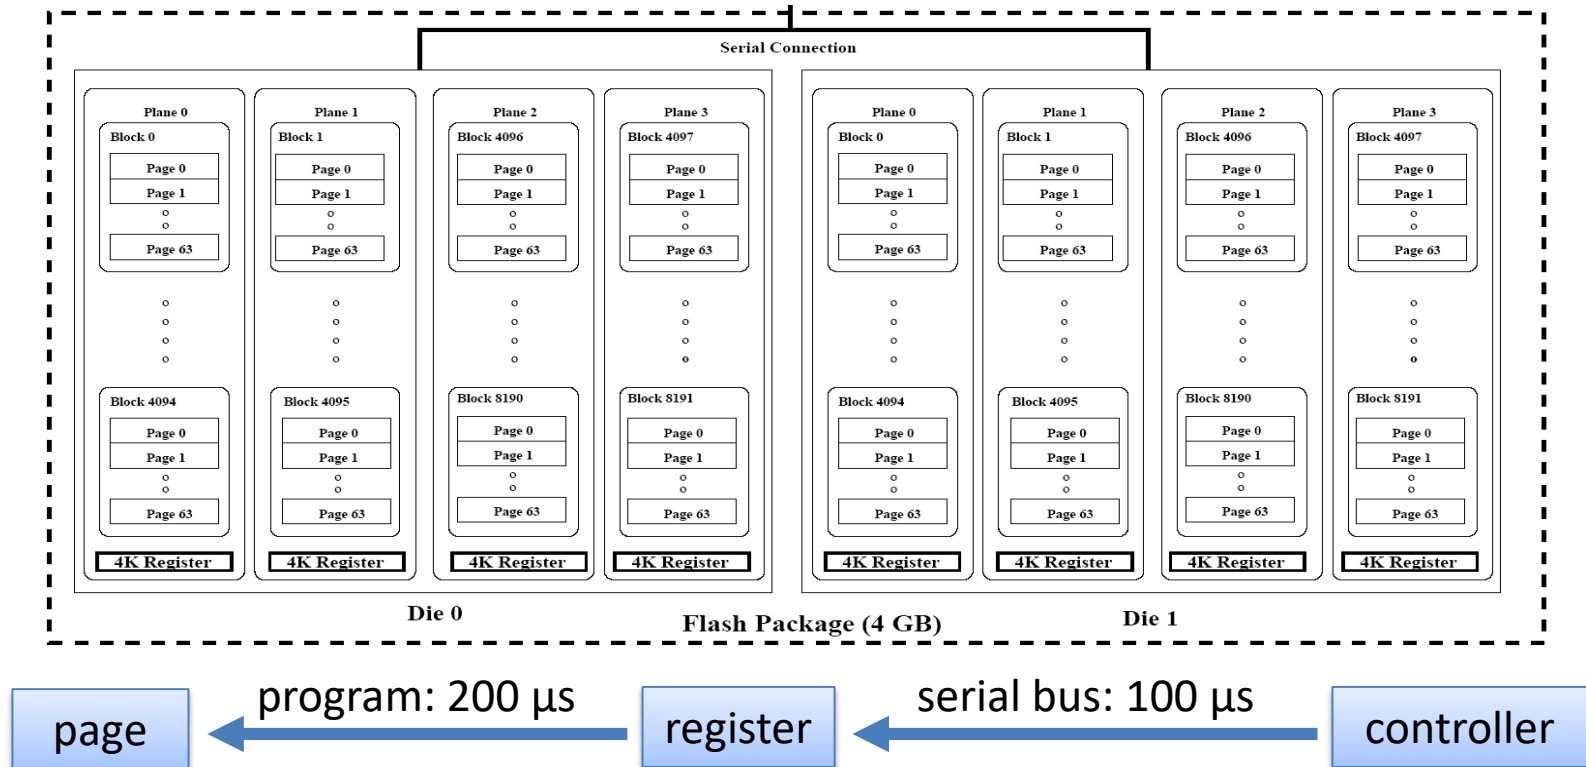 Serial Connection
Plane 0 Plane 1 Plane 2 Plane 3 Plane 0 Plane 1 Plane 2 Plane 3
Block 0 Block 1 Block 4096 Block 4097 Block 0 Block 1 Block 4096 Block 4097
Page 0 Page 0 Page 0 Page 0 Page 0 Page 0 Page 0 Page 0
Page 1 Page 1 Page 1 Page 1 Page 1 Page 1 Page 1 Page 1
Page 63 Page 63 Page 63 Page 63 Page 63 Page 63 Page 63 Page 63
Block 4094 Block 4095 Block 8190 Block 8191 Block 4094 Block 4095 Block 8190 Block 8191
Page 0 Page 0 Page 0 Page 0 Page 0 Page 0 Page 0 Page 0
Page 1 Page 1 Page 1 Page 1 Page 1 Page 1 Page 1 Page 1
Page 63 Page 63 Page 63 Page 63 Page 63 Page 63 Page 63 Page 63
4K Register 4K Register 4K Register 4K Register 4K Register 4K Register 4K Register 4K Register
Die 0 Flash Package (4 GB) Die 1
program: 200 µs serial bus: 100 µs
page register controller